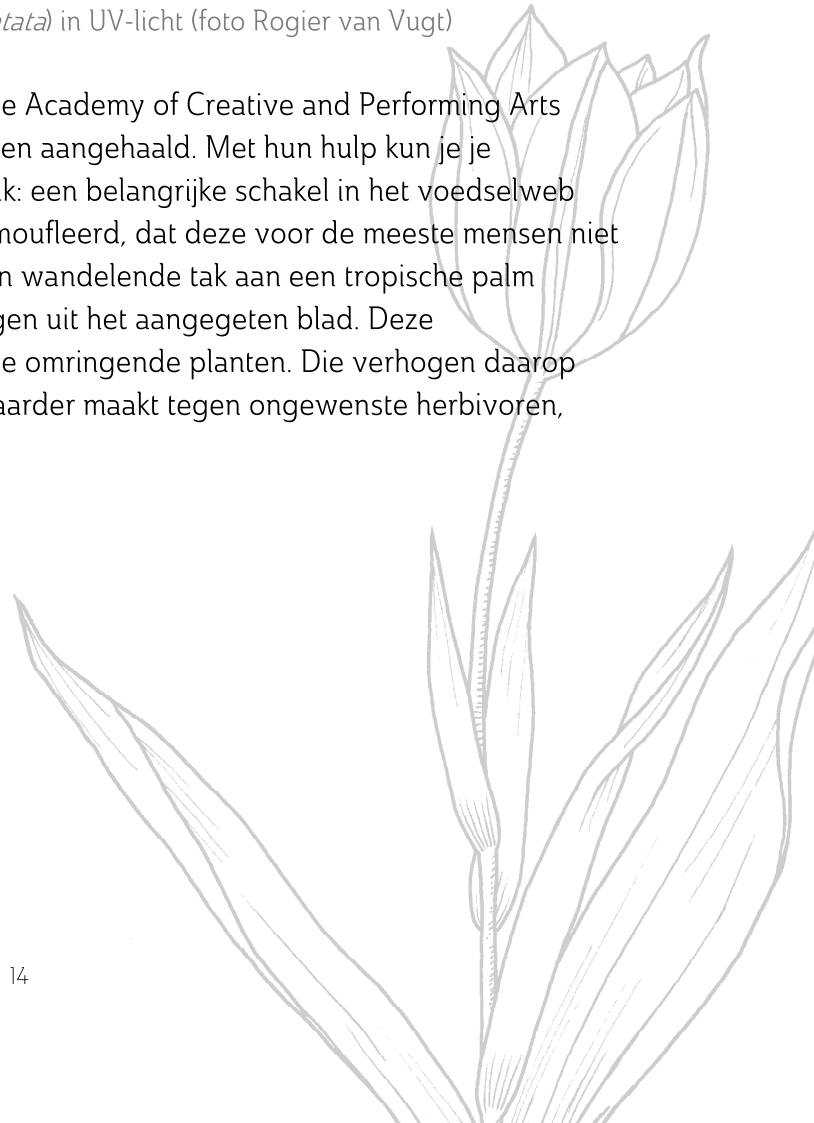 tata) in UV-licht (foto Rogier van Vugt)
e Academy of Creative and Performing Arts
en aangehaald. Met hun hulp kun je je
k: een belangrijke schakel in het voedselweb
moufleerd, dat deze voor de meeste mensen niet
n wandelende tak aan een tropische palm
gen uit het aangegeten blad. Deze
e omringende planten. Die verhogen daarop
aarder maakt tegen ongewenste herbivoren,
14